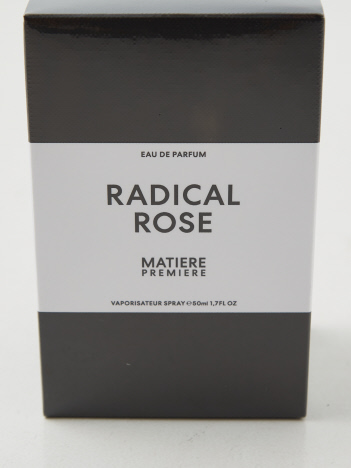 EAU DE PARFUM
RADICAL
ROSE
MATIERE
PREMIERE
VAPORISATEUR SPRAY ℮50ml 1,7FL OZ